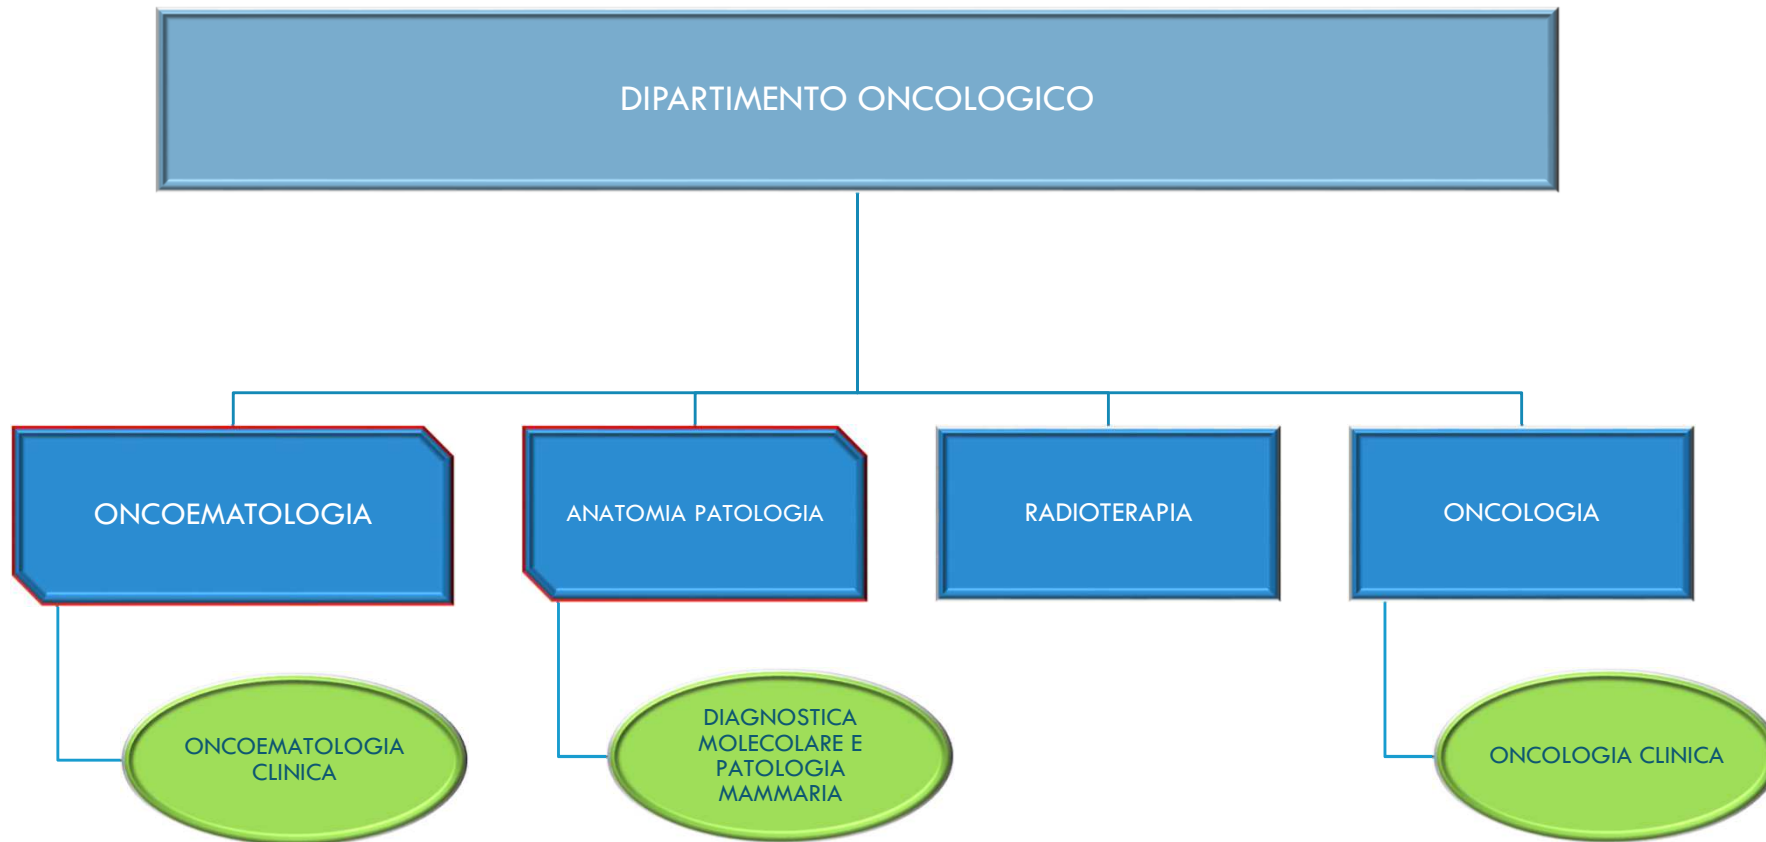 DIPARTIMENTO ONCOLOGICO
ONCOEMATOLOGIA
ANATOMIA PATOLOGIA
RADIOTERAPIA
ONCOLOGIA
ONCOEMATOLOGIA
CLINICA
DIAGNOSTICA
MOLECOLARE E
PATOLOGIA
MAMMARIA
ONCOLOGIA CLINICA